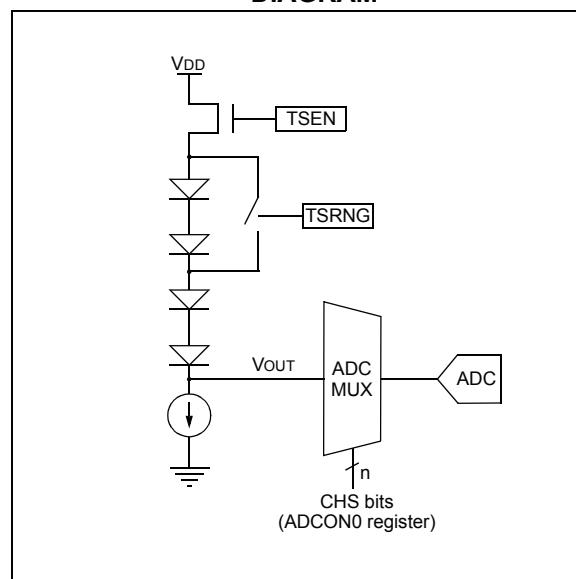 DIAGRAM
VDD
TSEN
TSRNG
VOUT
ADC
MUX
ADC
n
CHS bits
(ADCON0 register)